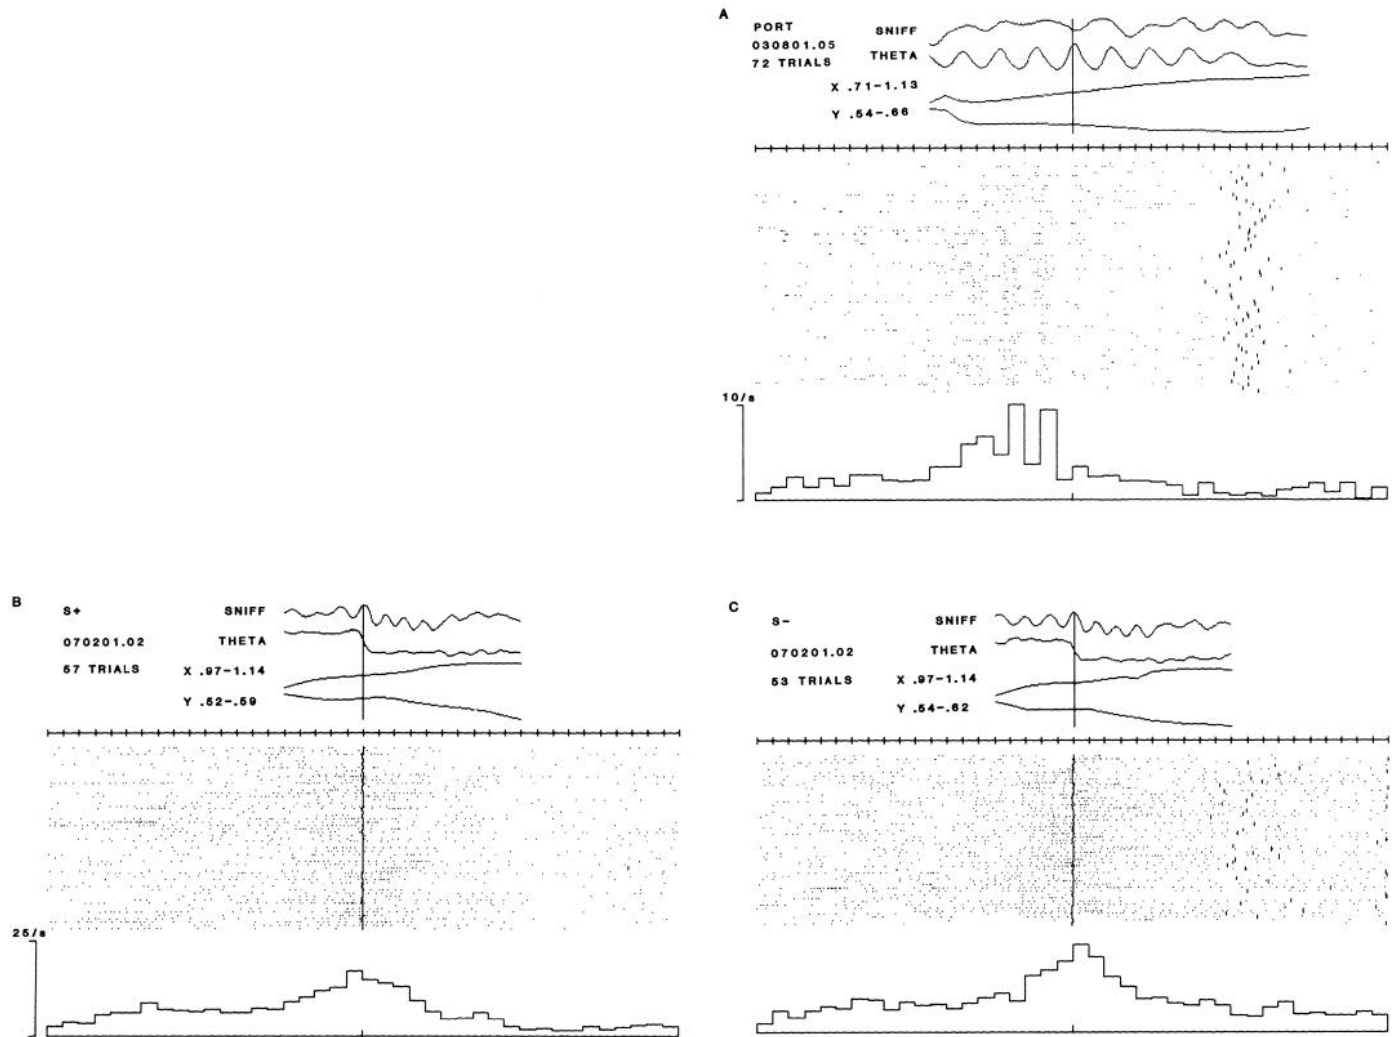 A
PORT SNIFF
030801.05
72 TRIALS THETA
X .71-1.13
Y .54-.66
10/s
B
S+ SNIFF
070201.02 THETA
57 TRIALS X .97-1.14
Y .52-.59
25/s
C
S- SNIFF
070201.02 THETA
53 TRIALS X .97-1.14
Y .54-.62